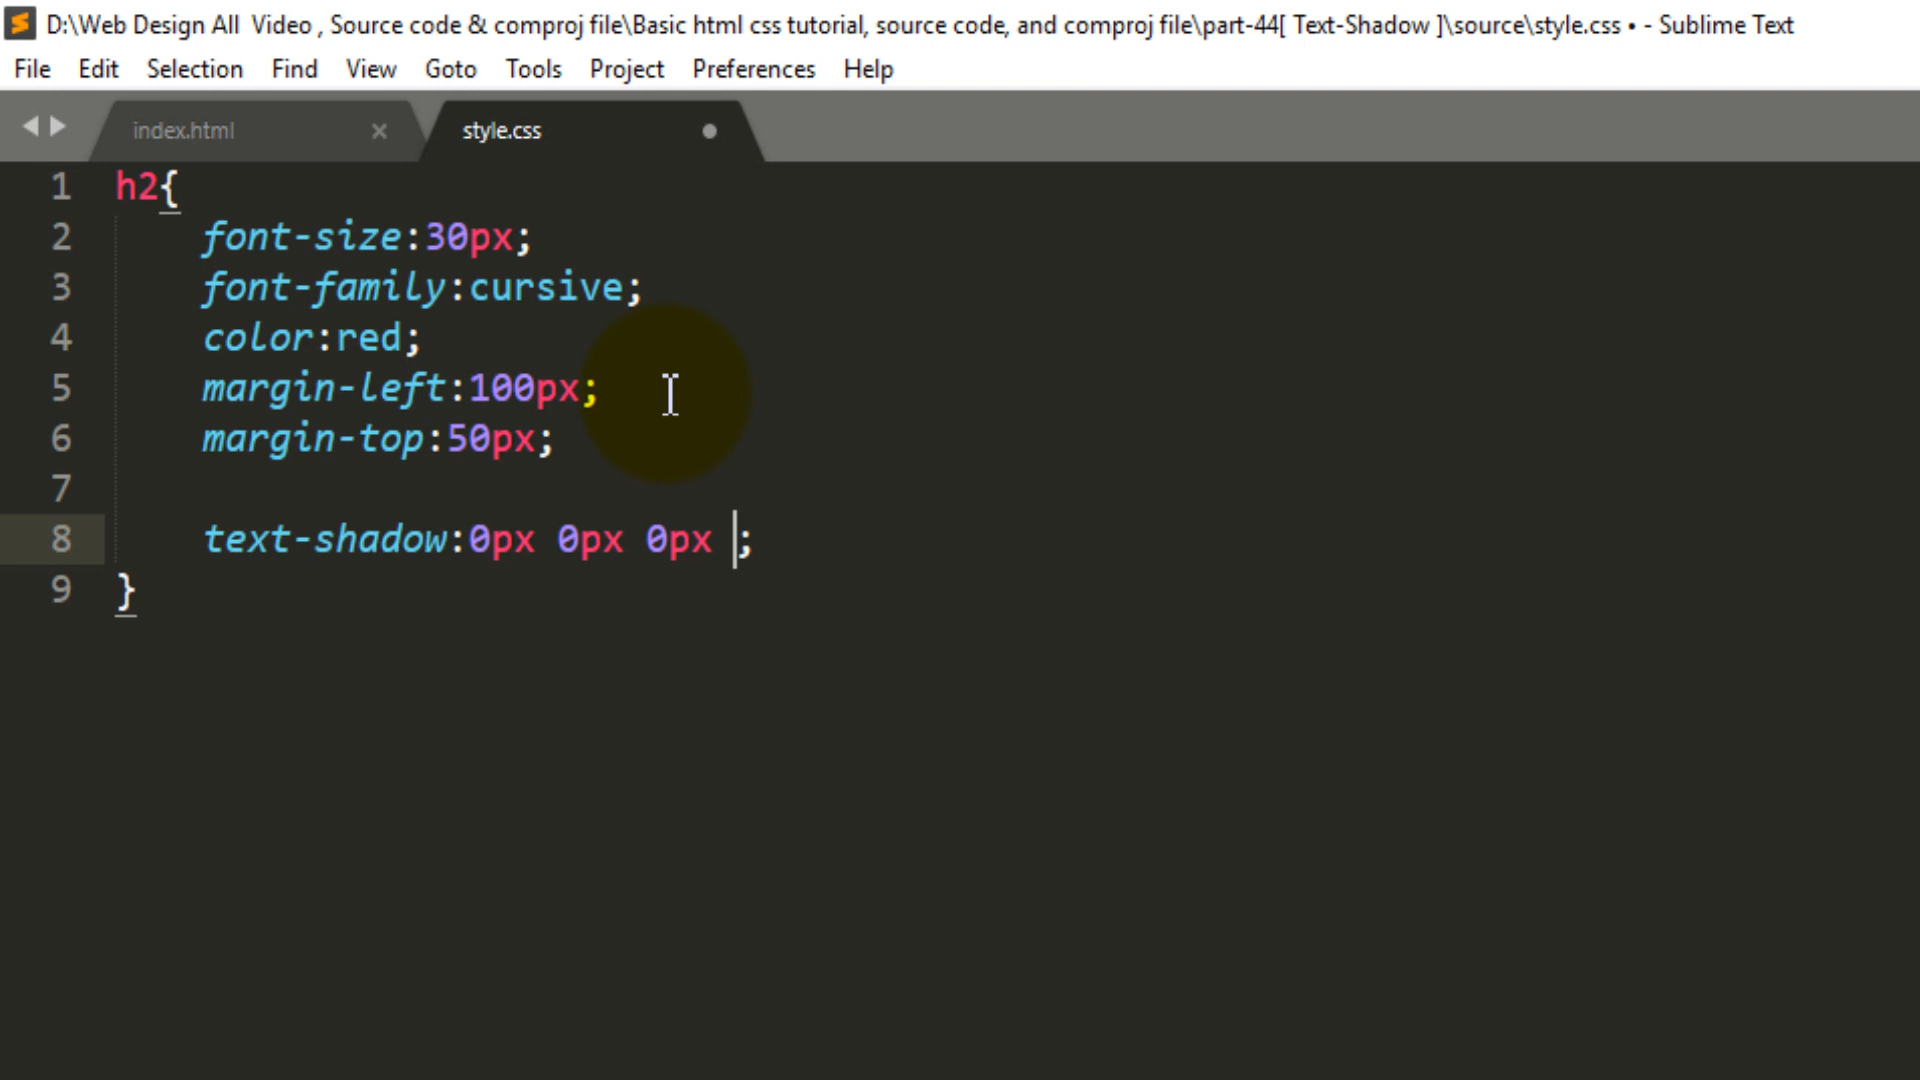 D:\Web Design All  Video , Source code & comproj file\Basic html css tutorial, source code, and comproj file\part-44[ Text-Shadow ]\source\style.css • - Sublime Text
File Edit Selection Find View Goto Tools Project Preferences Help
index.html × style.css
1 h2{
2 font-size:30px;
3 font-family:cursive;
4 color:red;
5 margin-left:100px;
6 margin-top:50px;
7
8 text-shadow:0px 0px 0px ;
9 }